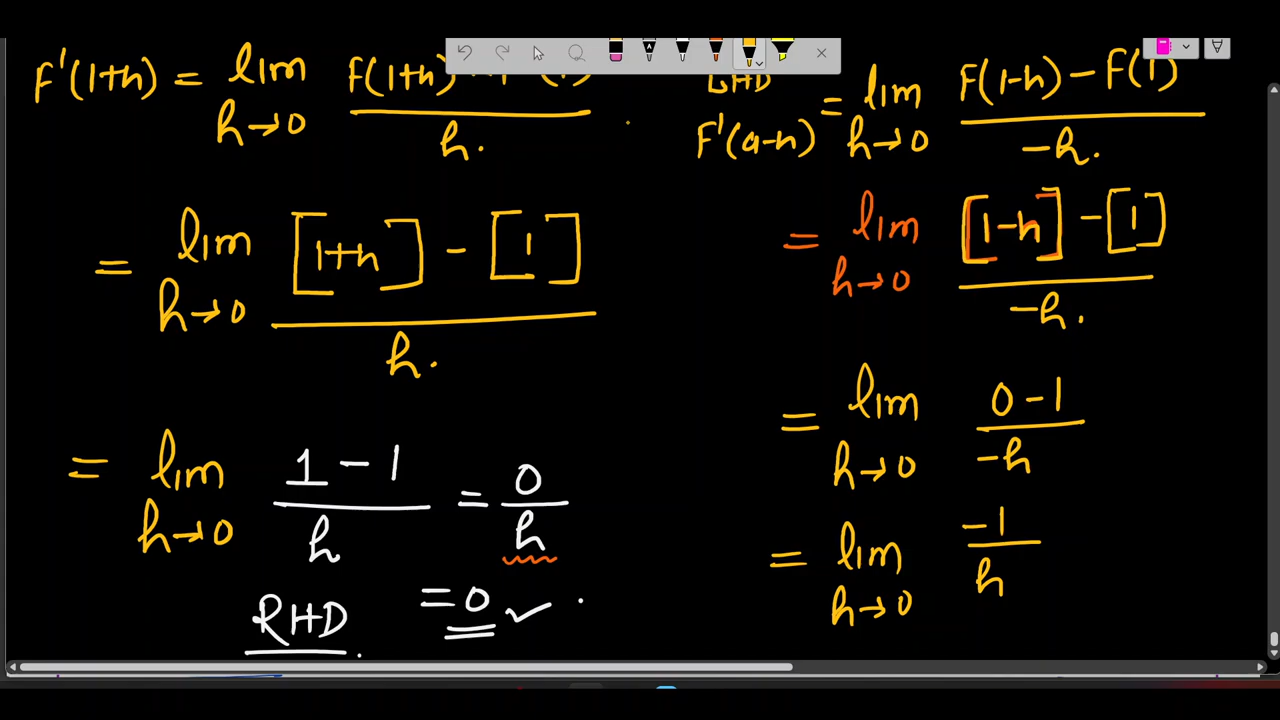 F'(1+h) = lim h→0 F(1+h) - F(1) / h.
= lim h→0 [1+h] - [1] / h.
= lim h→0 1 - 1 / h = 0 / h
RHD = 0 ✓
LHD
F'(a-h) = lim h→0 F(1-h) - F(1) / -h.
= lim h→0 [1-h] - [1] / -h.
= lim h→0 0 - 1 / -h
= lim h→0 -1 / h